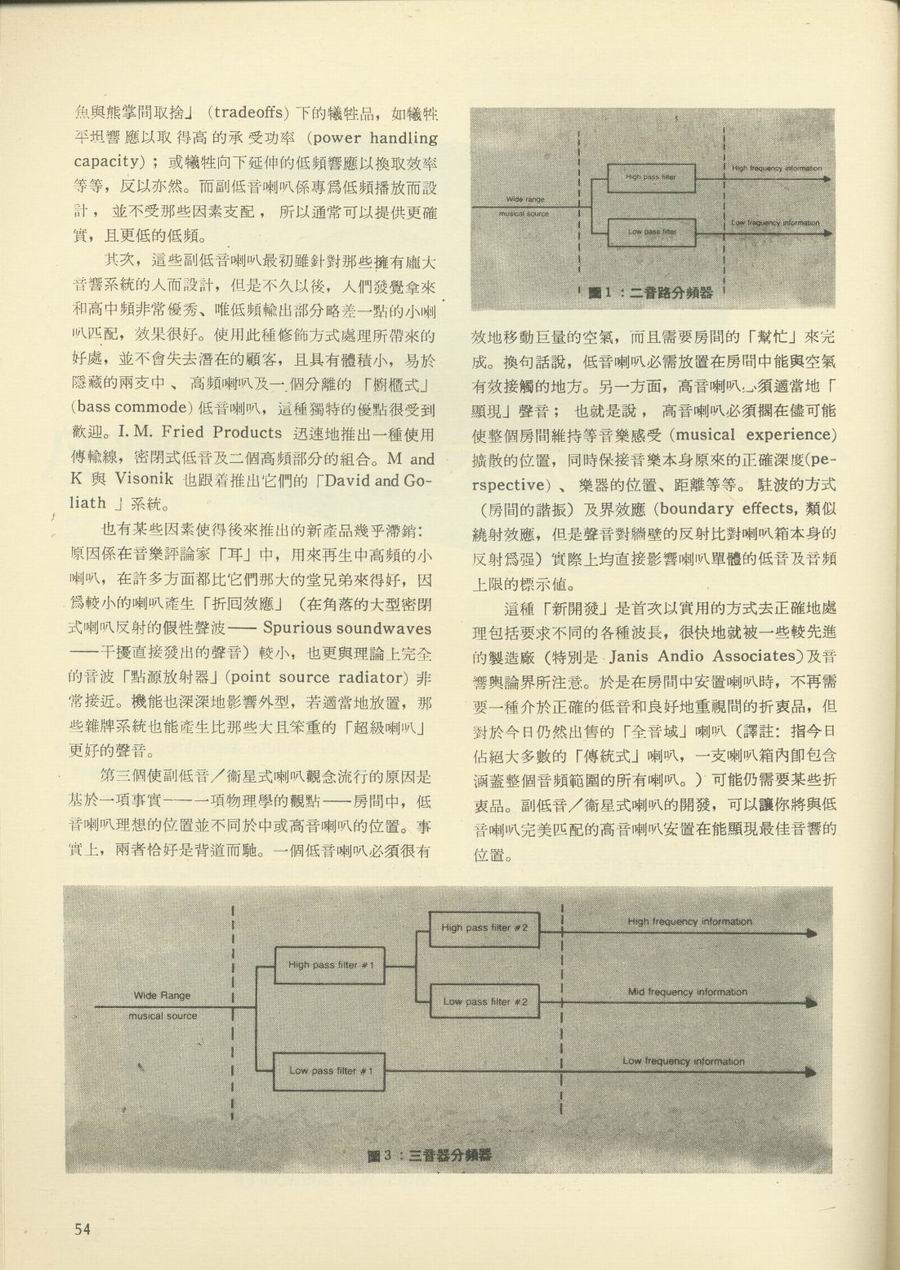 魚與熊掌間取捨」(tradeoffs) 下的犧牲品，如犧牲
平坦響應以取得高的承受功率 (power handling
capacity)；或犧牲向下延伸的低頻響應以換取效率
等等，反以亦然。而副低音喇叭係專爲低頻播放而設
計，並不受那些因素支配，所以通常可以提供更確
實，且更低的低頻。
其次，這些副低音喇叭最初雖針對那些擁有龐大
音響系統的人而設計，但是不久以後，人們發覺拿來
和高中頻非常優秀、唯低頻輸出部分略差一點的小喇
叭匹配，效果很好。使用此種修飾方式處理所帶來的
好處，並不會失去潛在的顧客，且具有體積小，易於
隱藏的兩支中、高頻喇叭及一個分離的「櫥櫃式」
(bass commode) 低音喇叭，這種獨特的優點很受到
歡迎。I. M. Fried Products 迅速地推出一種使用
傳輸線，密閉式低音及二個高頻部分的組合。M and
K 與 Visonik 也跟着推出它們的「David and Go-
liath」系統。
也有某些因素使得後來推出的新產品幾乎滯銷：
原因係在音樂評論家「耳」中，用來再生中高頻的小
喇叭，在許多方面都比它們那大的堂兄弟來得好，因
爲較小的喇叭產生「折回效應」（在角落的大型密閉
式喇叭反射的假性聲波—— Spurious soundwaves
——干擾直接發出的聲音）較小，也更與理論上完全
的音波「點源放射器」(point source radiator) 非
常接近。機能也深深地影響外型，若適當地放置，那
些雜牌系統也能產生比那些大且笨重的「超級喇叭」
更好的聲音。
第三個使副低音／衞星式喇叭觀念流行的原因是
基於一項事實——一項物理學的觀點——房間中，低
音喇叭理想的位置並不同於中或高音喇叭的位置。事
實上，兩者恰好是背道而馳。一個低音喇叭必須很有
Wide range
musical source
High pass filter
Low pass filter
High frequency information
Low frequency information
圖1：二音路分頻器
效地移動巨量的空氣，而且需要房間的「幫忙」來完
成。換句話說，低音喇叭必需放置在房間中能與空氣
有效接觸的地方。另一方面，高音喇叭必須適當地「
顯現」聲音；也就是說，高音喇叭必須擱在儘可能
使整個房間維持等音樂感受 (musical experience)
擴散的位置，同時保接音樂本身原來的正確深度(pe-
rspective)、樂器的位置、距離等等。駐波的方式
（房間的諧振）及界效應 (boundary effects, 類似
繞射效應，但是聲音對牆壁的反射比對喇叭箱本身的
反射爲强）實際上均直接影響喇叭單體的低音及音頻
上限的標示値。
這種「新開發」是首次以實用的方式去正確地處
理包括要求不同的各種波長，很快地就被一些較先進
的製造廠（特別是 Janis Andio Associates) 及音
響輿論界所注意。於是在房間中安置喇叭時，不再需
要一種介於正確的低音和良好地重視間的折衷品，但
對於今日仍然出售的「全音域」喇叭（譯註：指今日
佔絕大多數的「傳統式」喇叭，一支喇叭箱內卽包含
涵蓋整個音頻範圍的所有喇叭。）可能仍需要某些折
衷品。副低音／衞星式喇叭的開發，可以讓你將與低
音喇叭完美匹配的高音喇叭安置在能顯現最佳音響的
位置。
Wide Range
musical source
High pass filter #1
Low pass filter #1
High pass filter #2
Low pass filter #2
High frequency information
Mid frequency information
Low frequency information
圖3：三音器分頻器
54